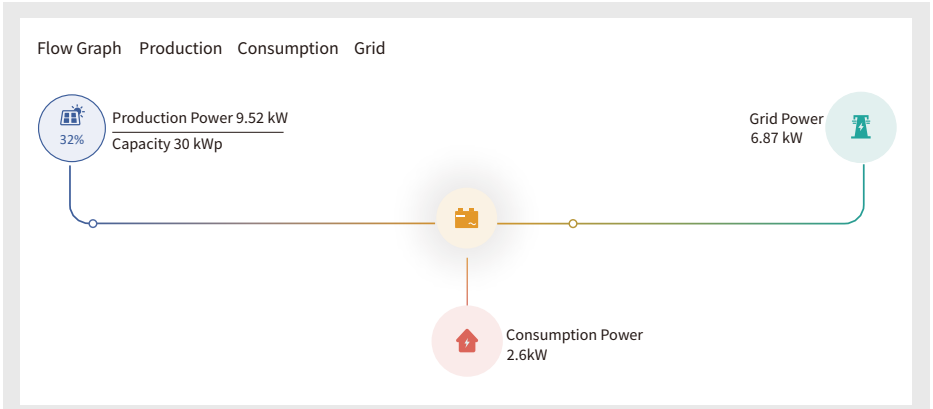 Flow Graph Production Consumption Grid
32%
Production Power 9.52 kW
Capacity 30 kWp
Grid Power
6.87 kW
Consumption Power
2.6kW